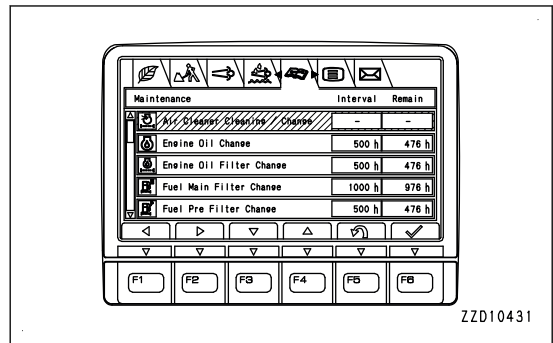 Maintenance Interval Remain
Air Cleaner Cleaning / Change - -
Engine Oil Change 500 h 476 h
Engine Oil Filter Change 500 h 476 h
Fuel Main Filter Change 1000 h 976 h
Fuel Pre Filter Change 500 h 476 h
F1 F2 F3 F4 F5 F6
ZZD10431